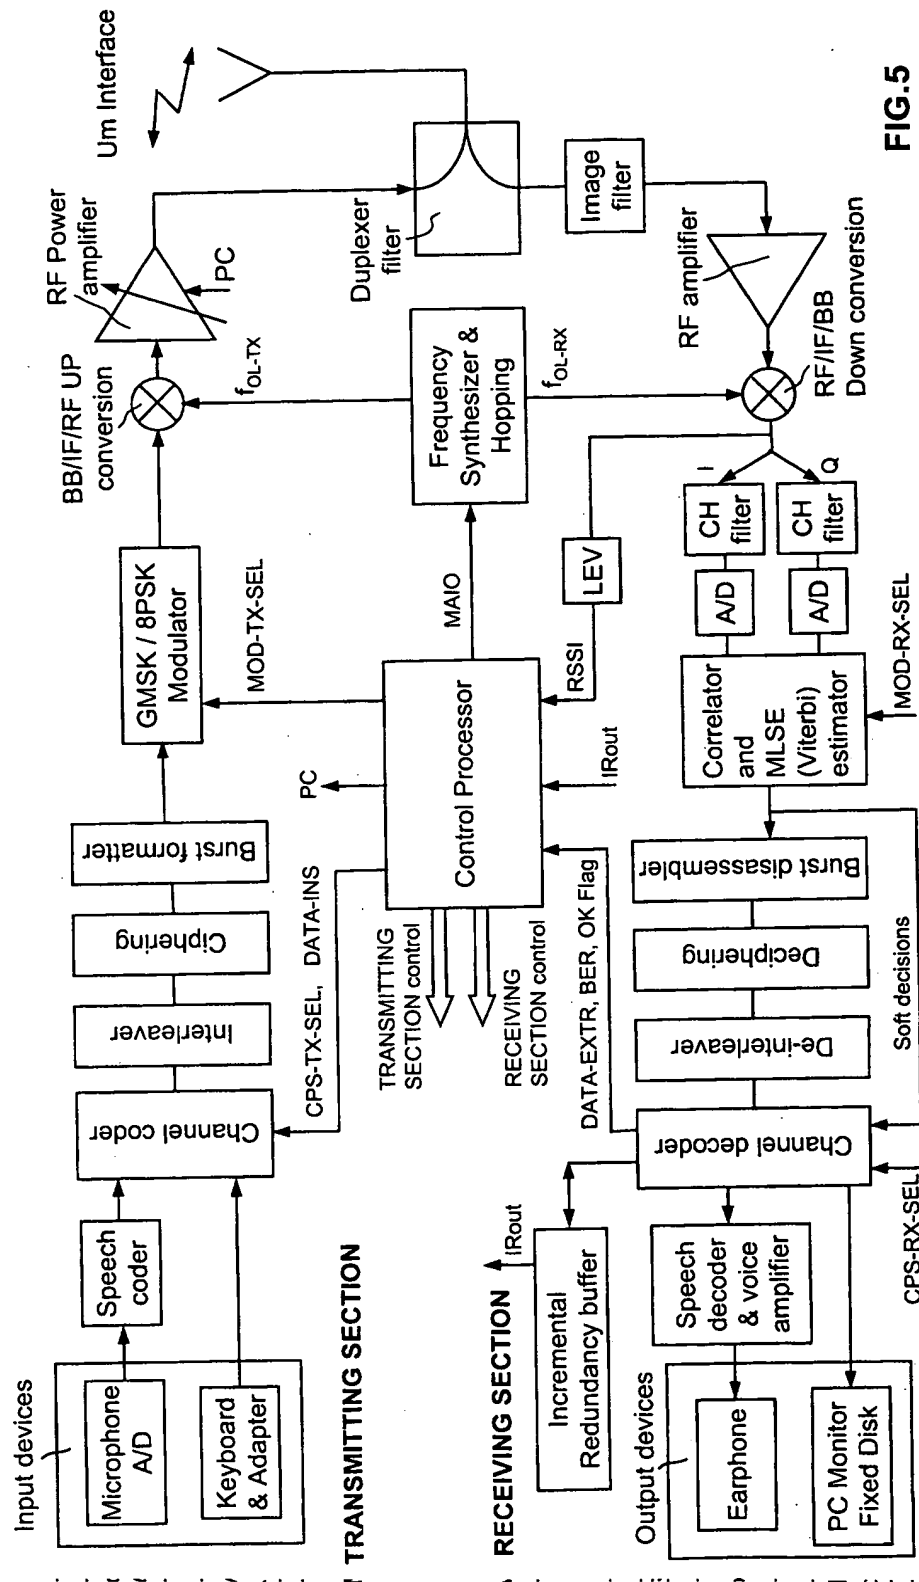 Um Interface
RF Power
amplifier
PC
BB/IF/RF UP
conversion
fOL-TX
GMSK / 8PSK
Modulator
MOD-TX-SEL
Burst formatter
Ciphering
Interleaver
Channel coder
CPS-TX-SEL, DATA-INS
Speech
coder
Input devices
Microphone
A/D
Keyboard
& Adapter
TRANSMITTING SECTION
Duplexer
filter
Image
filter
Frequency
Synthesizer &
Hopping
fOL-RX
MAIO
Control Processor
PC
TRANSMITTING
SECTION control
RECEIVING
SECTION control
RSSI
LEV
IRout
DATA-EXTR, BER, OK Flag
RF amplifier
RF/IF/BB
Down conversion
I
Q
CH
filter
CH
filter
A/D
A/D
Correlator
and
MLSE
(Viterbi)
estimator
MOD-RX-SEL
Burst disassembler
Deciphering
De-interleaver
Channel decoder
Soft decisions
CPS-RX-SEL
IRout
Incremental
Redundancy buffer
RECEIVING SECTION
Speech
decoder
& voice
amplifier
Output devices
Earphone
PC Monitor
Fixed Disk
FIG.5